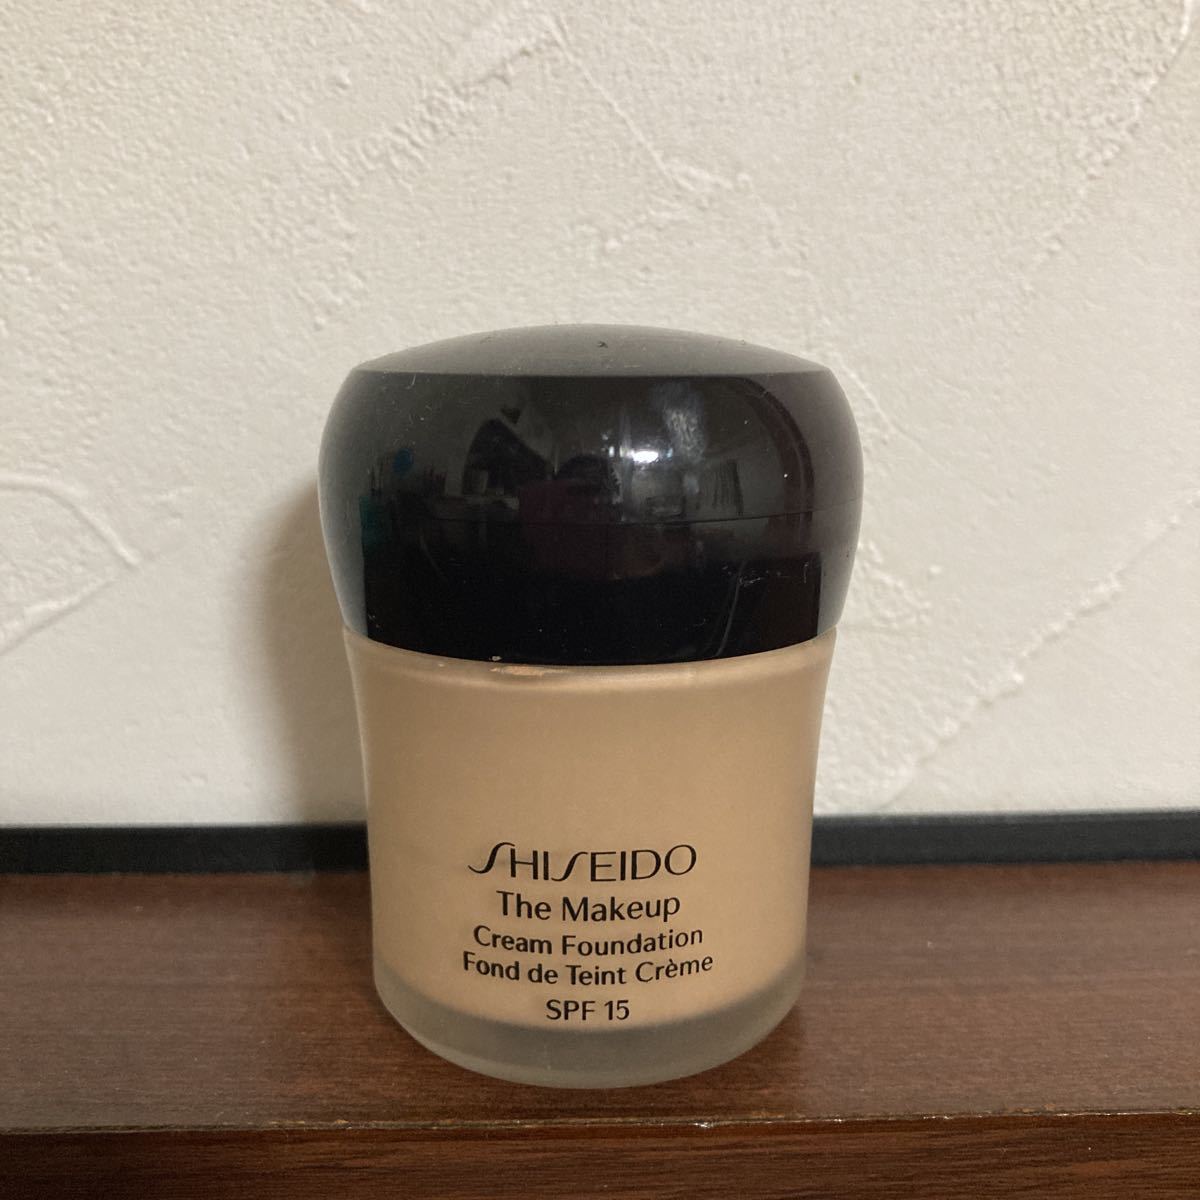 SHISEIDO
The Makeup
Cream Foundation
Fond de Teint Crème
SPF 15